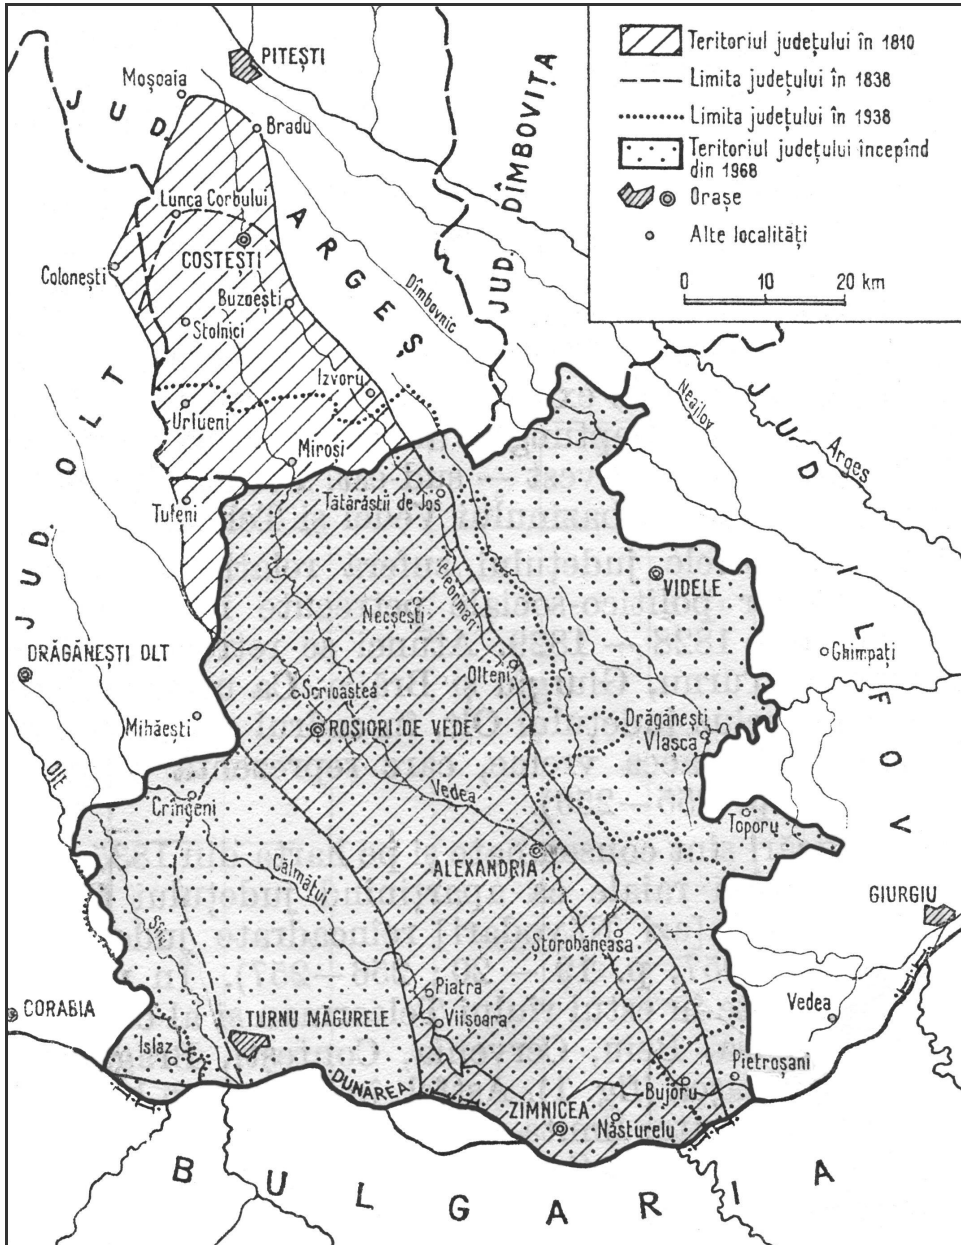 Teritoriul județului în 1810
Limita județului în 1838
Limita județului în 1938
Teritoriul județului începînd
din 1968
Orașe
Alte localități
0 10 20 km
PITEȘTI
Moșoaia
JUD.
Bradu
DÎMBOVIȚA
Lunca Corbului
ARGEȘ
COSTEȘTI
Colonești
Buzoești
Dîmbovnic
JUD.
Stolnici
Izvoru
Neajlov
JUD.
Urlueni
OLT
Miroși
Argeș
Tufeni
Tătărăștii de Jos
JUD.
VIDELE
Teleorman
Necșești
ILFOV
DRĂGĂNEȘTI OLT
Olteni
Ghimpați
Scrioaștea
Mihăești
ROȘIORI DE VEDE
Drăgănești
Vlașca
Olt
Crîngeni
Vedea
Toporu
Călmățui
ALEXANDRIA
GIURGIU
Storobăneasa
Piatra
Vedea
CORABIA
TURNU MĂGURELE
Viișoara
Islaz
Pietroșani
DUNĂREA
Bujoru
ZIMNICEA
Năsturelu
BULGARIA